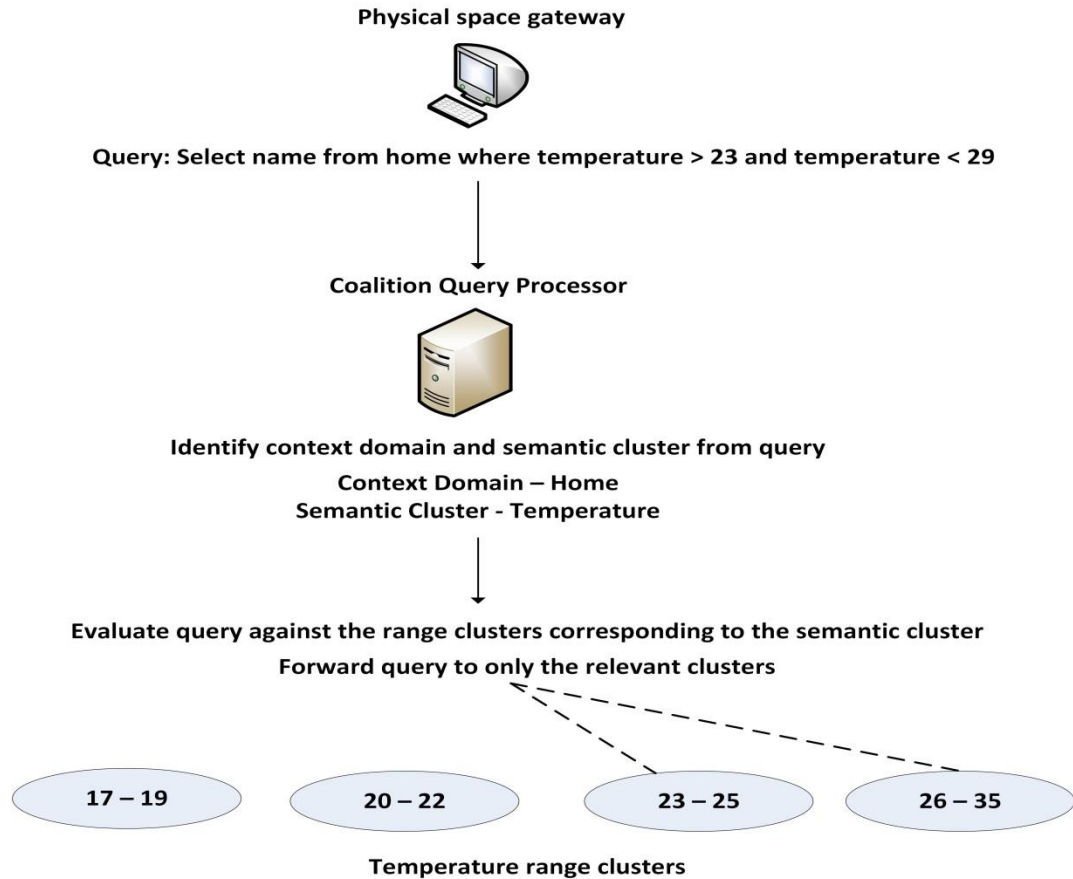 Physical space gateway
Query: Select name from home where temperature > 23 and temperature < 29
Coalition Query Processor
Identify context domain and semantic cluster from query
Context Domain – Home
Semantic Cluster - Temperature
Evaluate query against the range clusters corresponding to the semantic cluster
Forward query to only the relevant clusters
17 – 19
20 – 22
23 – 25
26 – 35
Temperature range clusters